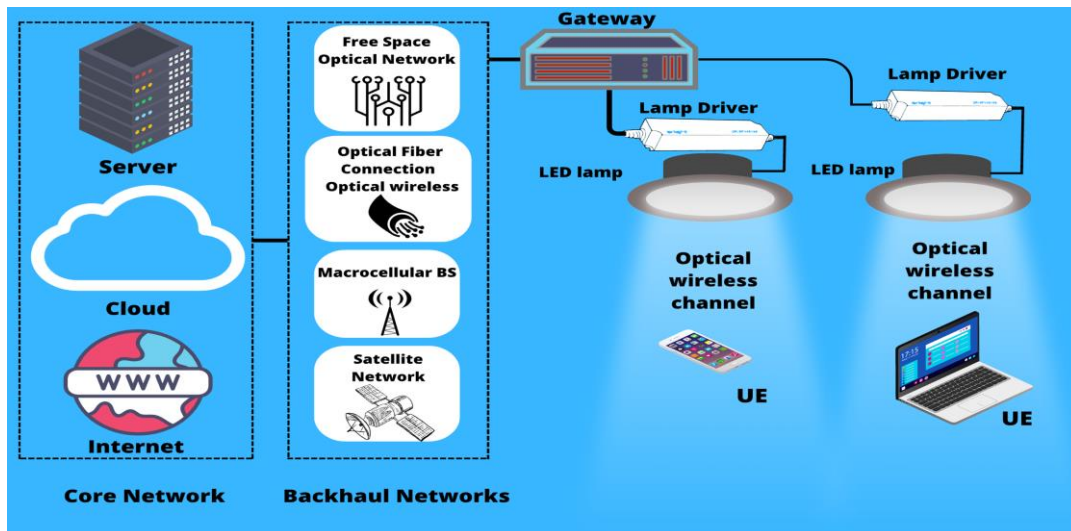 Server
Cloud
WWW
Internet
Core Network
Free Space
Optical Network
Optical Fiber
Connection
Optical wireless
Macrocellular BS
Satellite
Network
Backhaul Networks
Gateway
Lamp Driver
LED lamp
Optical
wireless
channel
UE
Lamp Driver
LED lamp
Optical
wireless
channel
17:15
UE